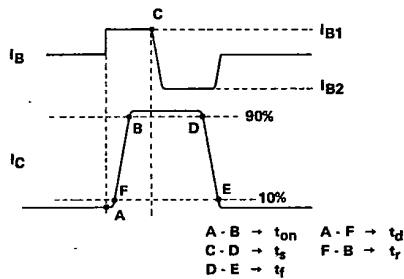 C
I_B1
I_B
I_B2
90%
B
D
I_C
F
E
10%
A
A - B → t_on A - F → t_d
C - D → t_s F - B → t_r
D - E → t_f